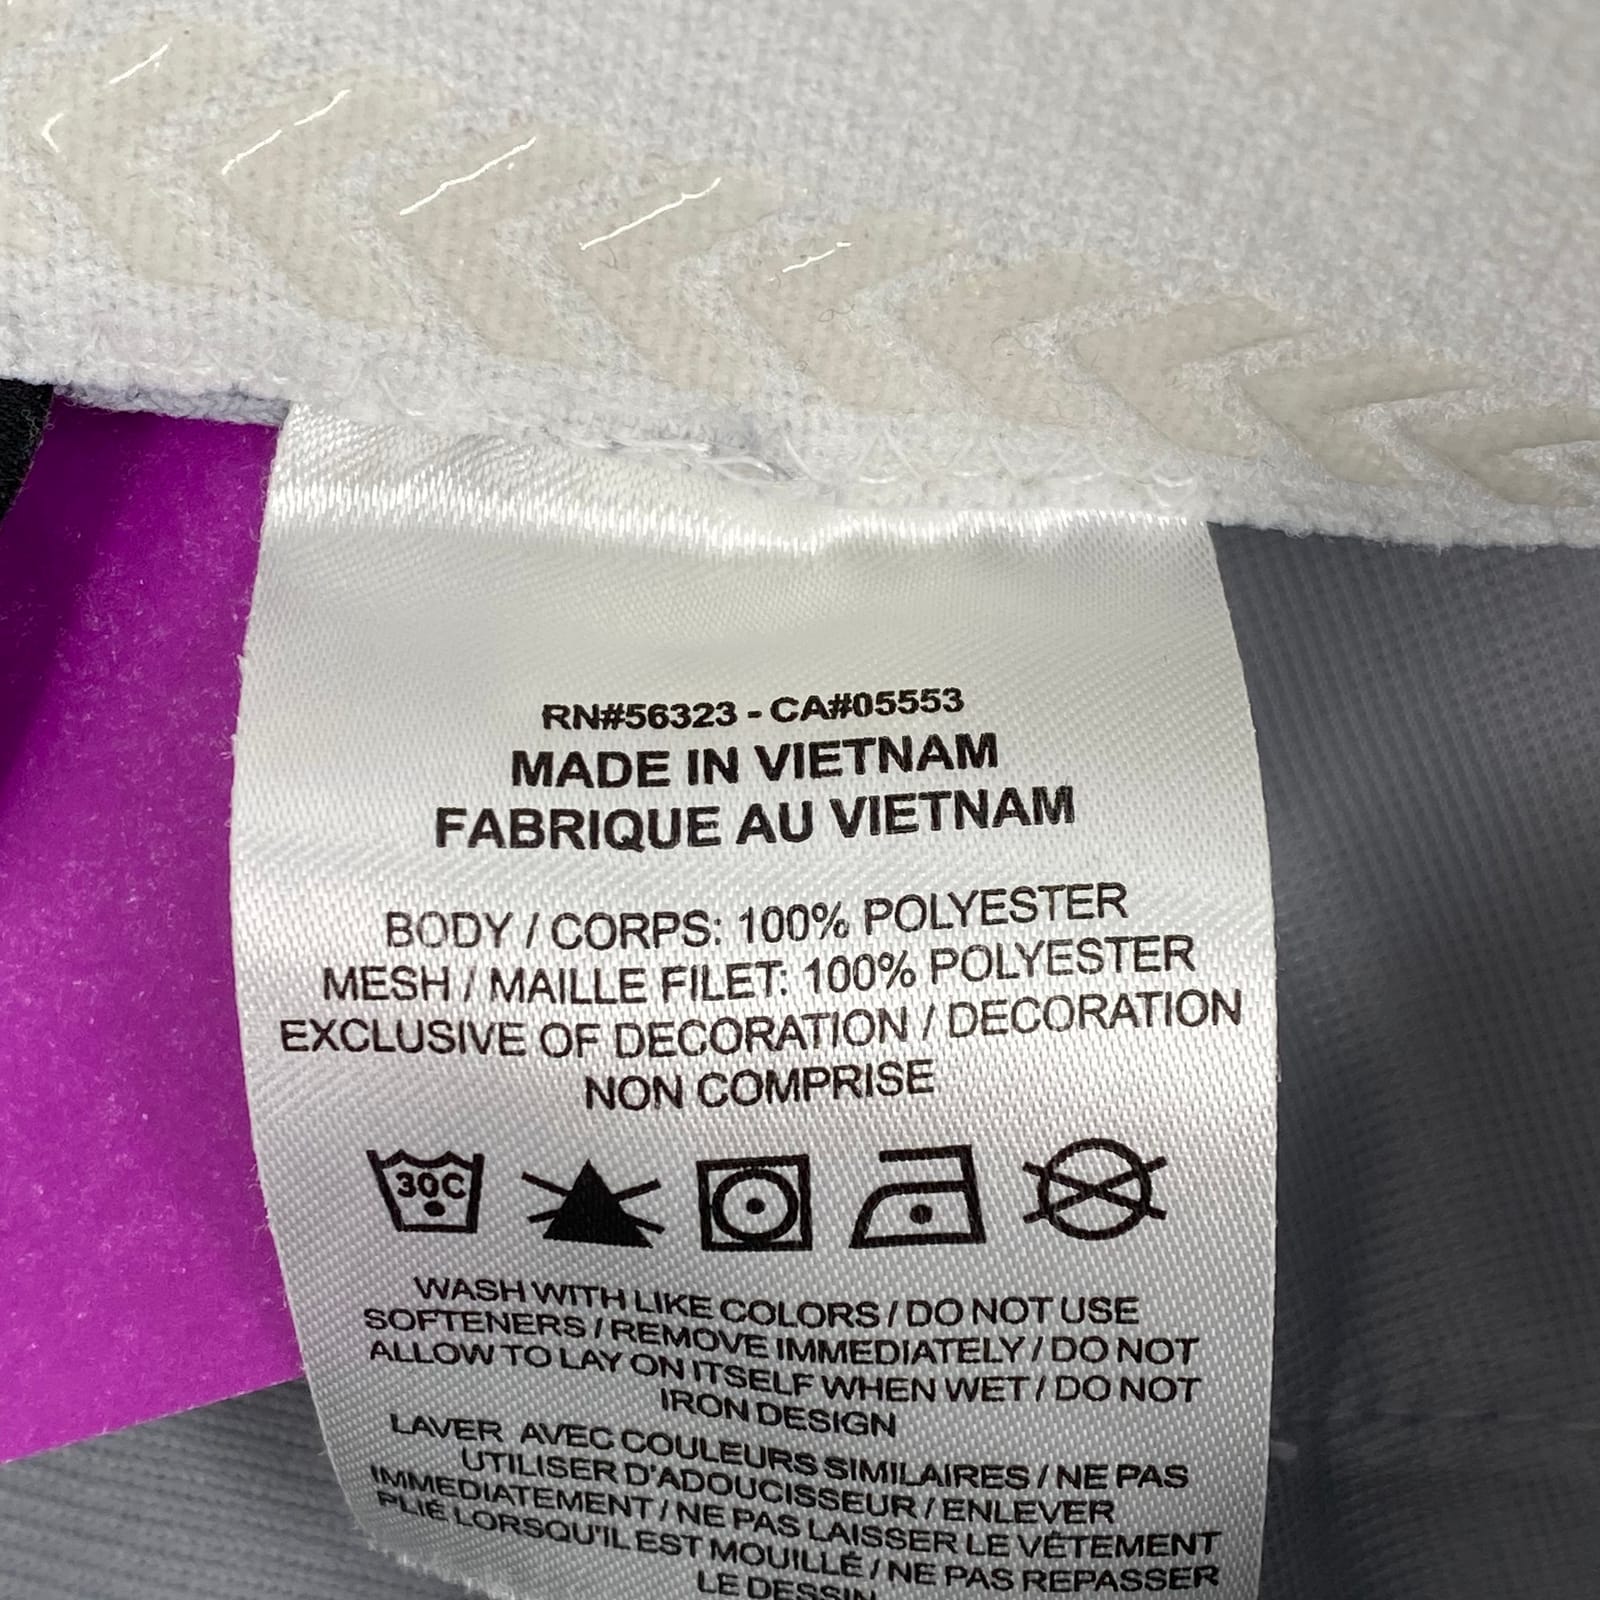 RN#56323 - CA#05553
MADE IN VIETNAM
FABRIQUE AU VIETNAM
BODY / CORPS: 100% POLYESTER
MESH / MAILLE FILET: 100% POLYESTER
EXCLUSIVE OF DECORATION / DECORATION
NON COMPRISE
30C
WASH WITH LIKE COLORS / DO NOT USE
SOFTENERS / REMOVE IMMEDIATELY / DO NOT
ALLOW TO LAY ON ITSELF WHEN WET / DO NOT
IRON DESIGN
LAVER AVEC COULEURS SIMILAIRES / NE PAS
UTILISER D'ADOUCISSEUR / ENLEVER
IMMEDIATEMENT / NE PAS LAISSER LE VÊTEMENT
PLIÉ LORSQU'IL EST MOUILLÉ / NE PAS REPASSER
LE DESSIN